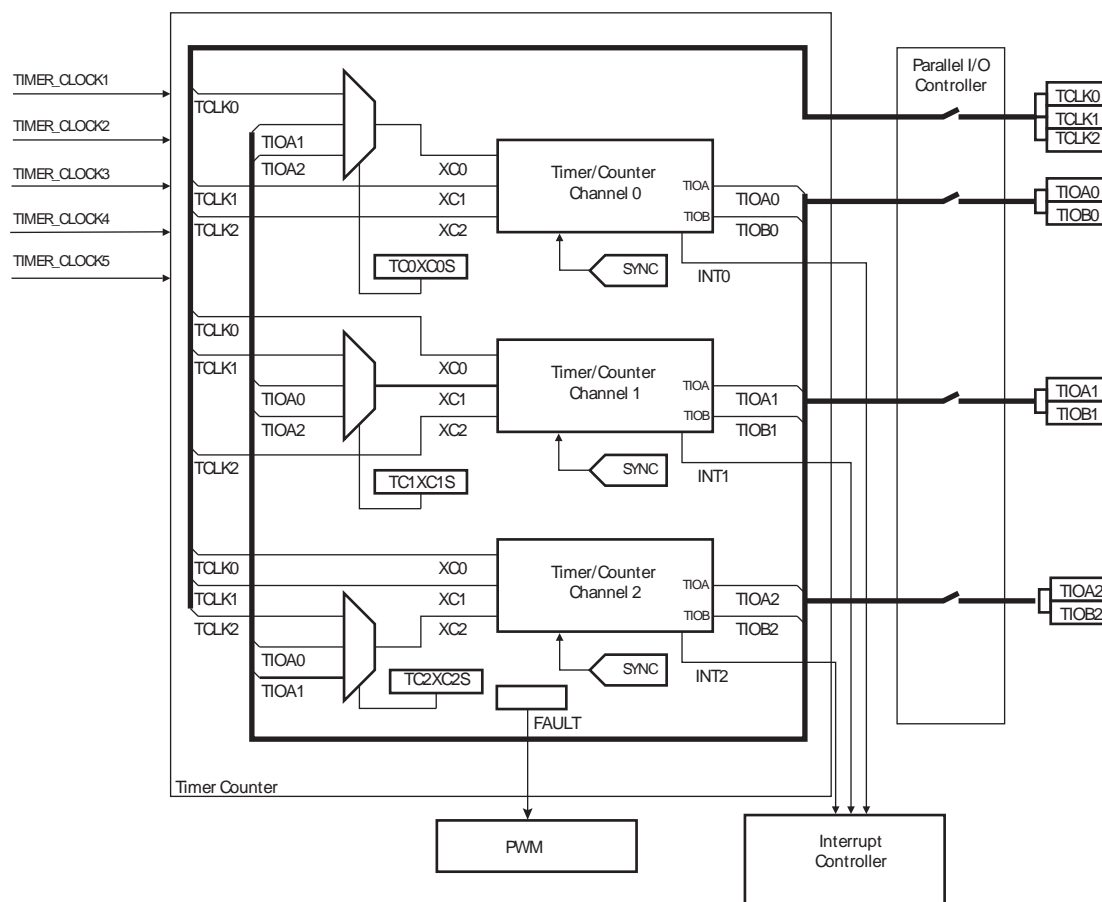 TIMER_CLOCK1
TIMER_CLOCK2
TIMER_CLOCK3
TIMER_CLOCK4
TIMER_CLOCK5
TCLK0
TIOA1
TIOA2
TCLK1
TCLK2
XC0
XC1
XC2
TC0XC0S
Timer/Counter
Channel 0
TIOA
TIOB
TIOA0
TIOB0
SYNC
INT0
TCLK0
TCLK1
TIOA0
TIOA2
TCLK2
XC0
XC1
XC2
TC1XC1S
Timer/Counter
Channel 1
TIOA
TIOB
TIOA1
TIOB1
SYNC
INT1
TCLK0
TCLK1
TCLK2
TIOA0
TIOA1
XC0
XC1
XC2
TC2XC2S
Timer/Counter
Channel 2
TIOA
TIOB
TIOA2
TIOB2
SYNC
INT2
FAULT
Timer Counter
PWM
Parallel I/O
Controller
TCLK0
TCLK1
TCLK2
TIOA0
TIOB0
TIOA1
TIOB1
TIOA2
TIOB2
Interrupt
Controller